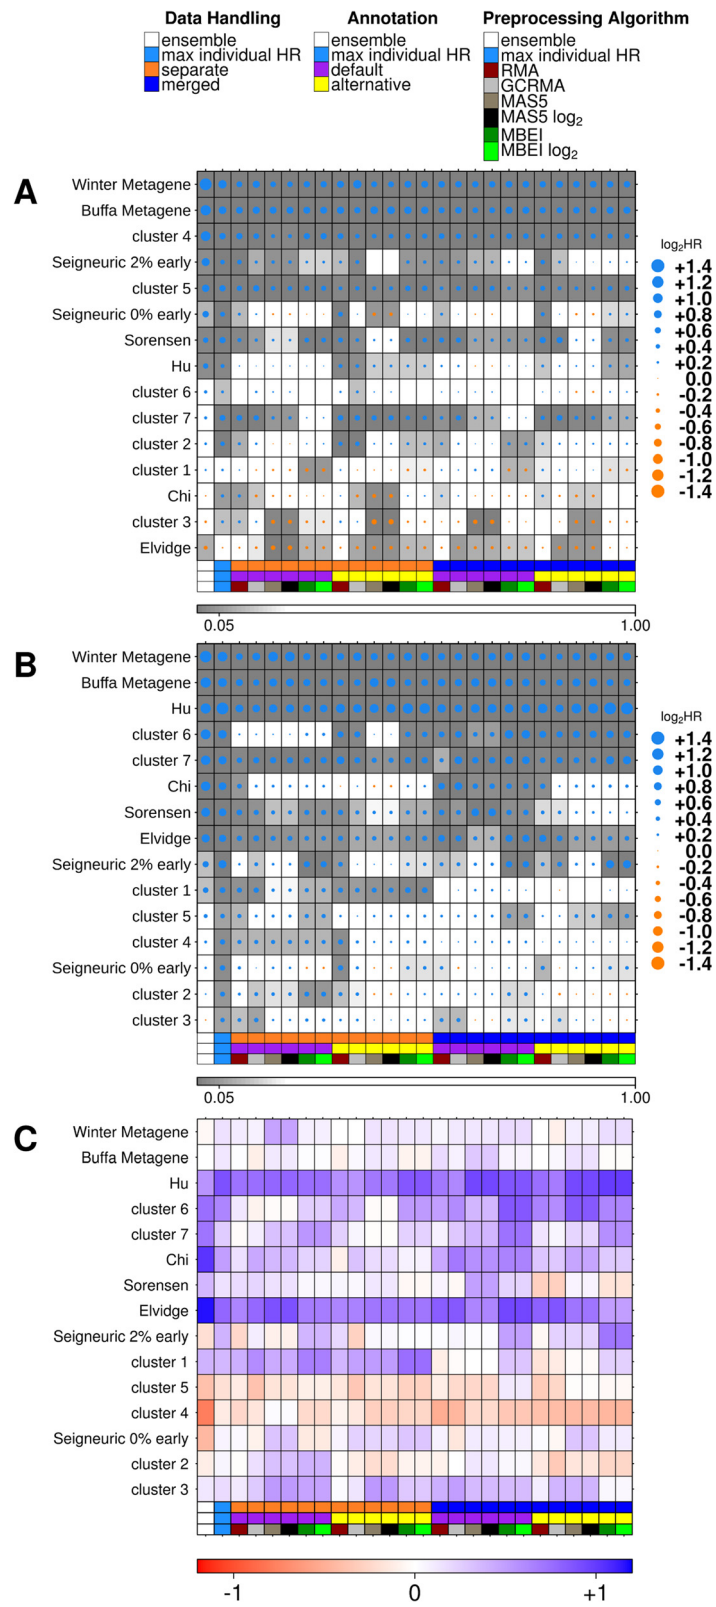 Data Handling
ensemble
max individual HR
separate
merged
Annotation
ensemble
max individual HR
default
alternative
Preprocessing Algorithm
ensemble
max individual HR
RMA
GCRMA
MAS5
MAS5 log₂
MBEI
MBEI log₂
A
Winter Metagene
Buffa Metagene
cluster 4
Seigneuric 2% early
cluster 5
Seigneuric 0% early
Sorensen
Hu
cluster 6
cluster 7
cluster 2
cluster 1
Chi
cluster 3
Elvidge
log₂HR
+1.4
+1.2
+1.0
+0.8
+0.6
+0.4
+0.2
0.0
-0.2
-0.4
-0.6
-0.8
-1.0
-1.2
-1.4
0.05
1.00
B
Winter Metagene
Buffa Metagene
Hu
cluster 6
cluster 7
Chi
Sorensen
Elvidge
Seigneuric 2% early
cluster 1
cluster 5
cluster 4
Seigneuric 0% early
cluster 2
cluster 3
log₂HR
+1.4
+1.2
+1.0
+0.8
+0.6
+0.4
+0.2
0.0
-0.2
-0.4
-0.6
-0.8
-1.0
-1.2
-1.4
0.05
1.00
C
Winter Metagene
Buffa Metagene
Hu
cluster 6
cluster 7
Chi
Sorensen
Elvidge
Seigneuric 2% early
cluster 1
cluster 5
cluster 4
Seigneuric 0% early
cluster 2
cluster 3
-1
0
+1